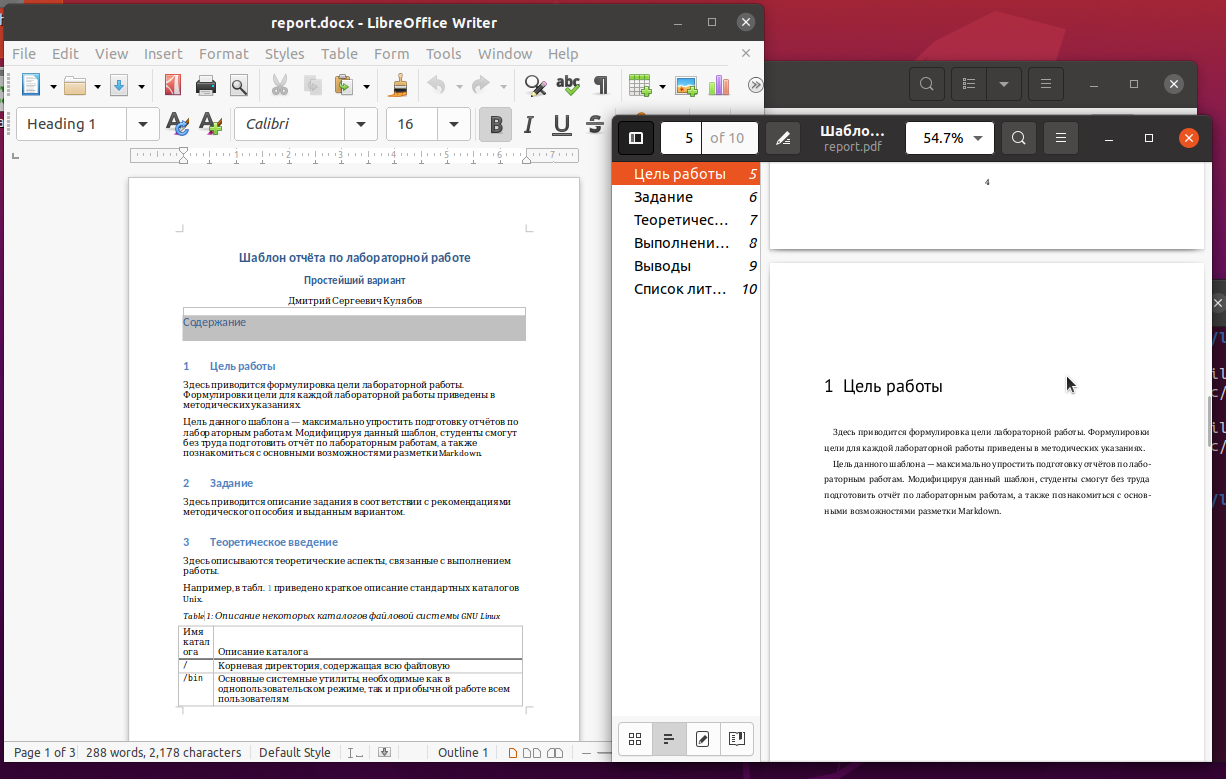 report.docx - LibreOffice Writer
File Edit View Insert Format Styles Table Form Tools Window Help
Heading 1
Calibri
16
B I U S
1 2 3 4 5 6 7
Шаблон отчёта по лабораторной работе
Простейший вариант
Дмитрий Сергеевич Кулябов
Содержание
1 Цель работы
Здесь приводится формулировка цели лабораторной работы.
Формулировки цели для каждой лабораторной работы приведены в
методических указаниях.
Цель данного шаблона — максимально упростить подготовку отчётов по
лабораторным работам. Модифицируя данный шаблон, студенты смогут
без труда подготовить отчёт по лабораторным работам, а также
познакомиться с основными возможностями разметки Markdown.
2 Задание
Здесь приводится описание задания в соответствии с рекомендациями
методического пособия и выданным вариантом.
3 Теоретическое введение
Здесь описываются теоретические аспекты, связанные с выполнением
работы.
Например, в табл. 1 приведено краткое описание стандартных каталогов
Unix.
Table 1: Описание некоторых каталогов файловой системы GNU Linux
Имя
катал
ога
Описание каталога
/ Корневая директория, содержащая всю файловую
/bin Основные системные утилиты, необходимые как в
однопользовательском режиме, так и при обычной работе всем
пользователям
Page 1 of 3 288 words, 2,178 characters Default Style Outline 1
5 of 10
Шабло…
report.pdf
54.7%
Цель работы 5
Задание 6
Теоретичес… 7
Выполнени… 8
Выводы 9
Список лит… 10
4
1 Цель работы
Здесь приводится формулировка цели лабораторной работы. Формулировки
цели для каждой лабораторной работы приведены в методических указаниях.
Цель данного шаблона — максимально упростить подготовку отчётов по лабо-
раторным работам. Модифицируя данный шаблон, студенты смогут без труда
подготовить отчёт по лабораторным работам, а также познакомиться с основ-
ными возможностями разметки Markdown.